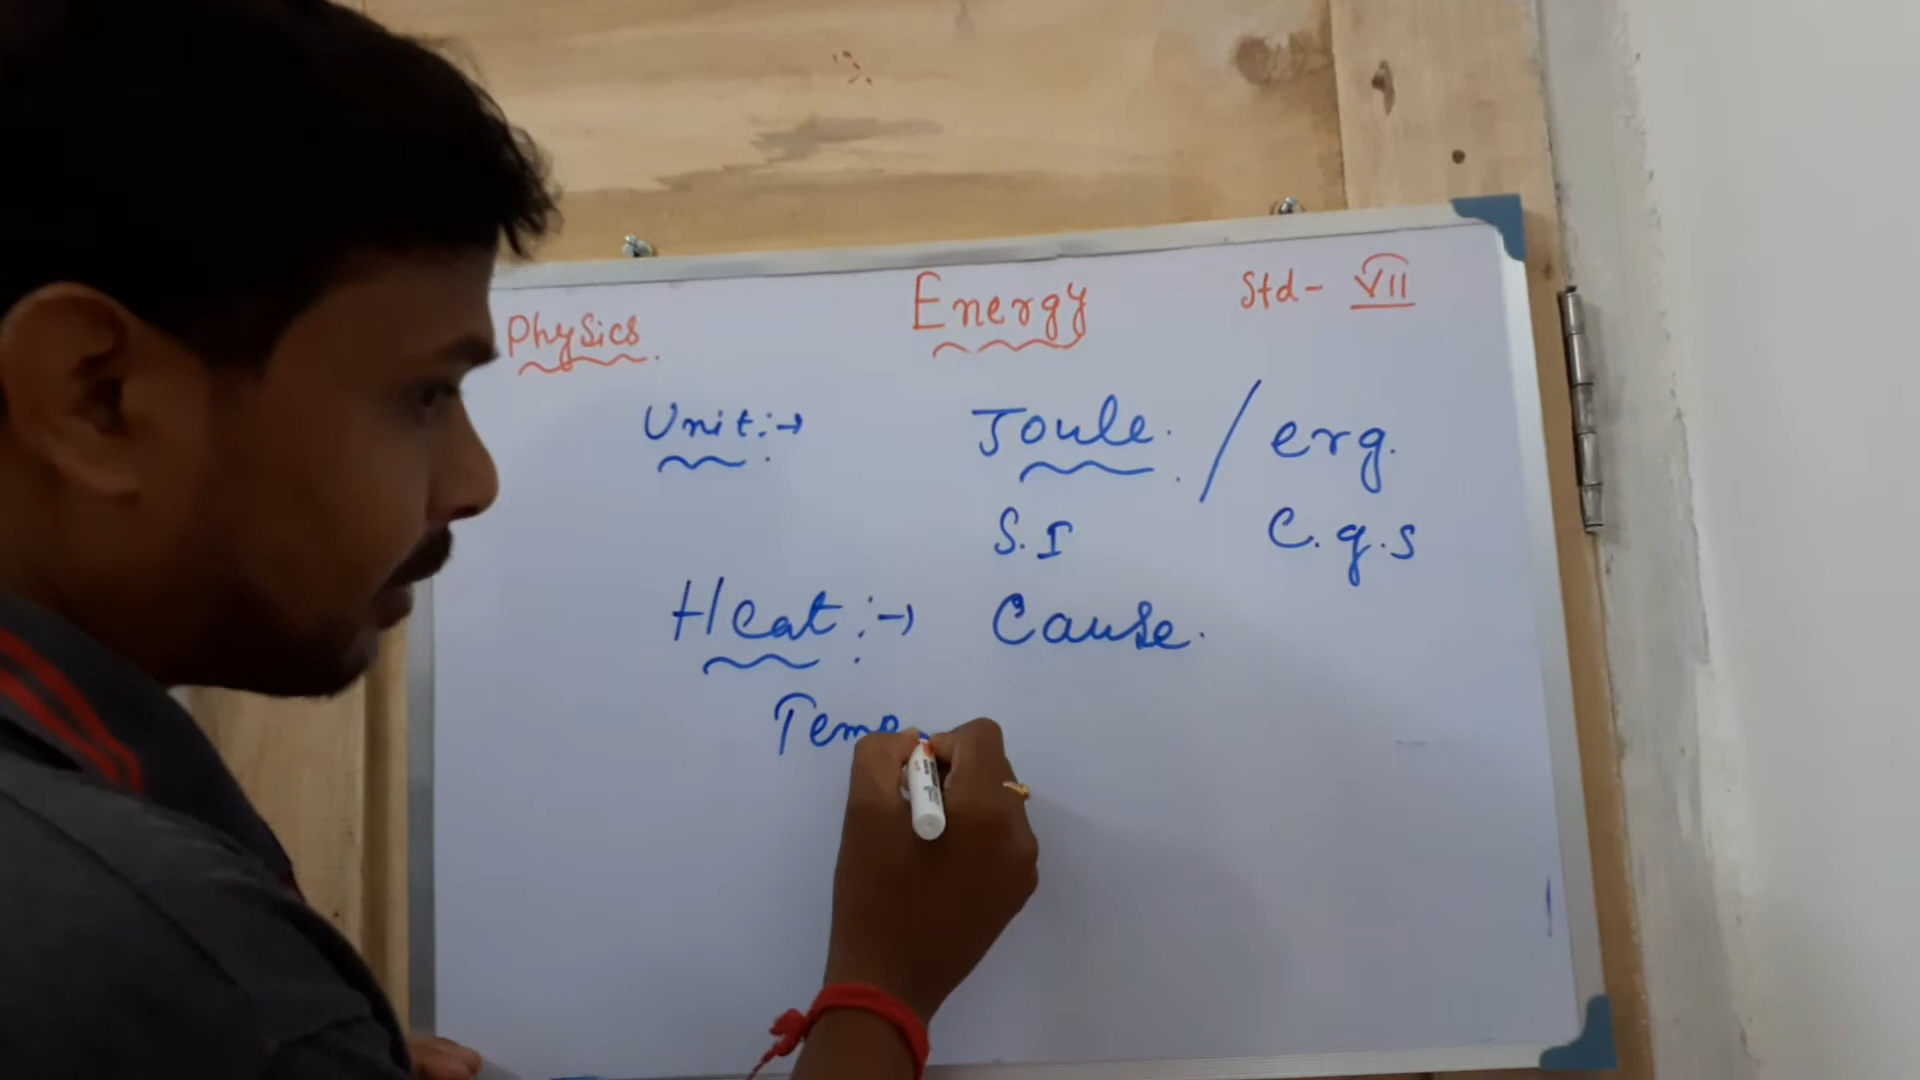 Physics. Energy Std- VII
Unit:→ Joule. / erg.
S.I C.g.s
Heat:→ Cause.
Temp